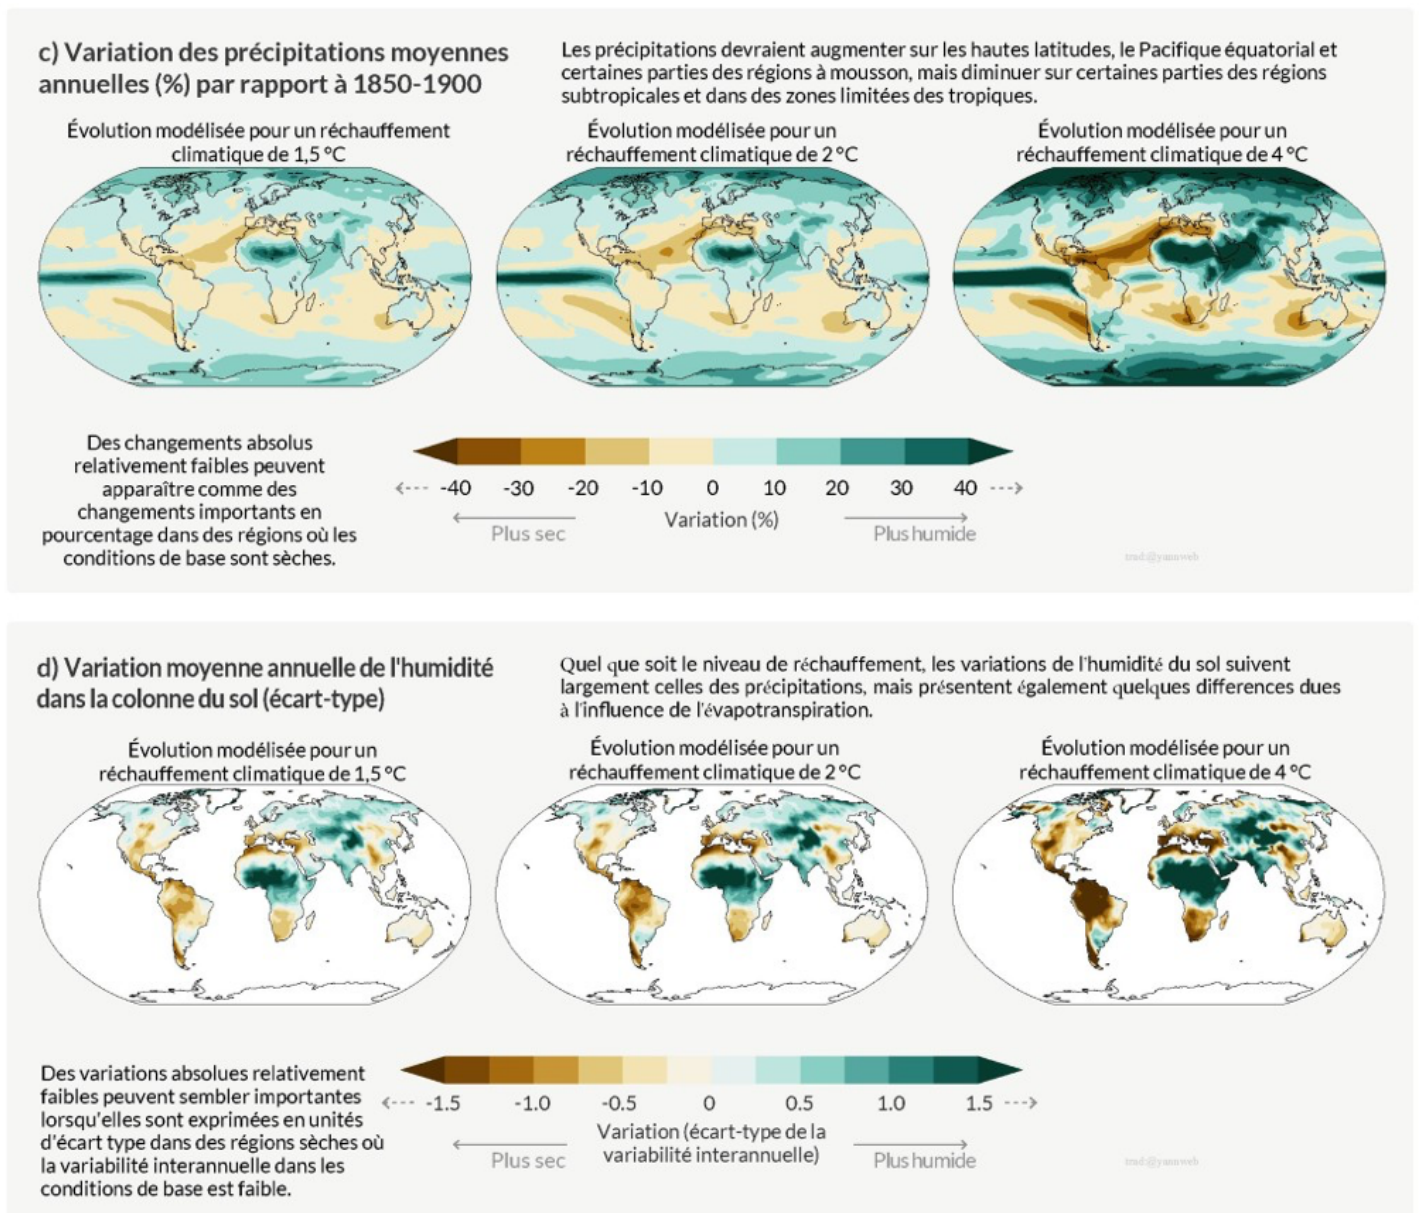 c) Variation des précipitations moyennes
annuelles (%) par rapport à 1850-1900
Les précipitations devraient augmenter sur les hautes latitudes, le Pacifique équatorial et
certaines parties des régions à mousson, mais diminuer sur certaines parties des régions
subtropicales et dans des zones limitées des tropiques.
Évolution modélisée pour un réchauffement
climatique de 1,5 °C
Évolution modélisée pour un
réchauffement climatique de 2 °C
Évolution modélisée pour un
réchauffement climatique de 4 °C
Des changements absolus
relativement faibles peuvent
apparaître comme des
changements importants en
pourcentage dans des régions où les
conditions de base sont sèches.
-40 -30 -20 -10 0 10 20 30 40
Variation (%)
Plus sec
Plus humide
trad:@yannweb
d) Variation moyenne annuelle de l'humidité
dans la colonne du sol (écart-type)
Quel que soit le niveau de réchauffement, les variations de l'humidité du sol suivent
largement celles des précipitations, mais présentent également quelques differences dues
à l'influence de l'évapotranspiration.
Évolution modélisée pour un
réchauffement climatique de 1,5 °C
Évolution modélisée pour un
réchauffement climatique de 2 °C
Évolution modélisée pour un
réchauffement climatique de 4 °C
Des variations absolues relativement
faibles peuvent sembler importantes
lorsqu'elles sont exprimées en unités
d'écart type dans des régions sèches où
la variabilité interannuelle dans les
conditions de base est faible.
-1.5 -1.0 -0.5 0 0.5 1.0 1.5
Variation (écart-type de la
variabilité interannuelle)
Plus sec
Plus humide
trad:@yannweb